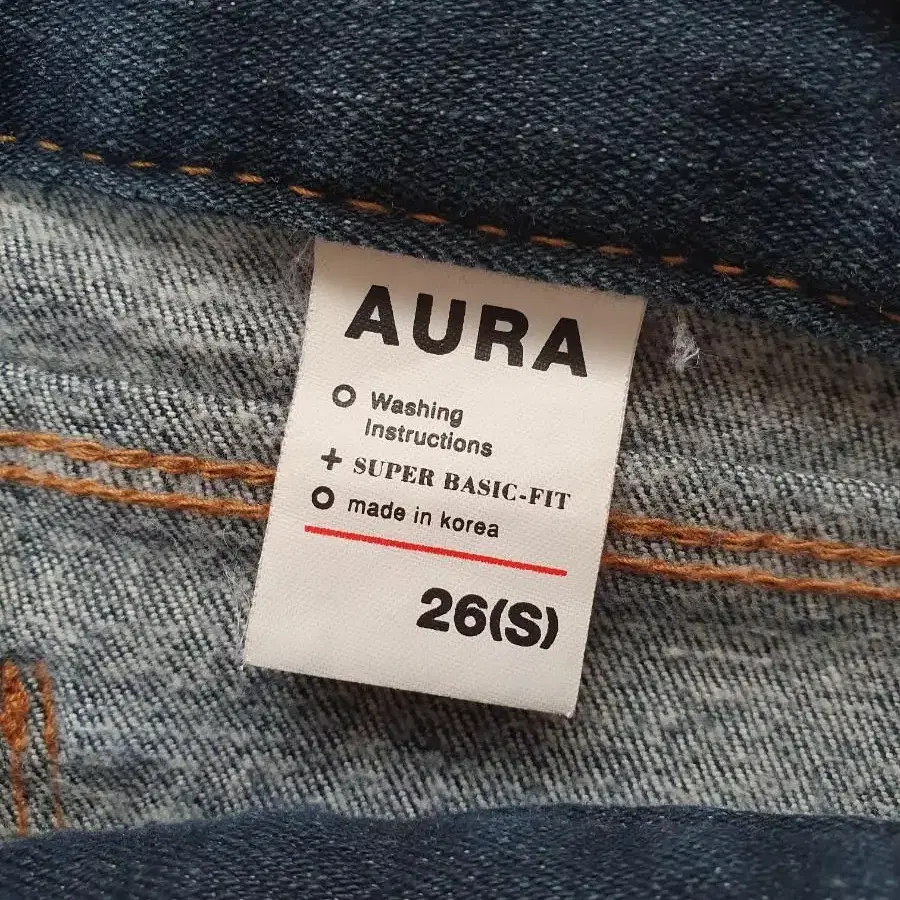 AURA
Washing
Instructions
+ SUPER BASIC-FIT
made in korea
26(S)